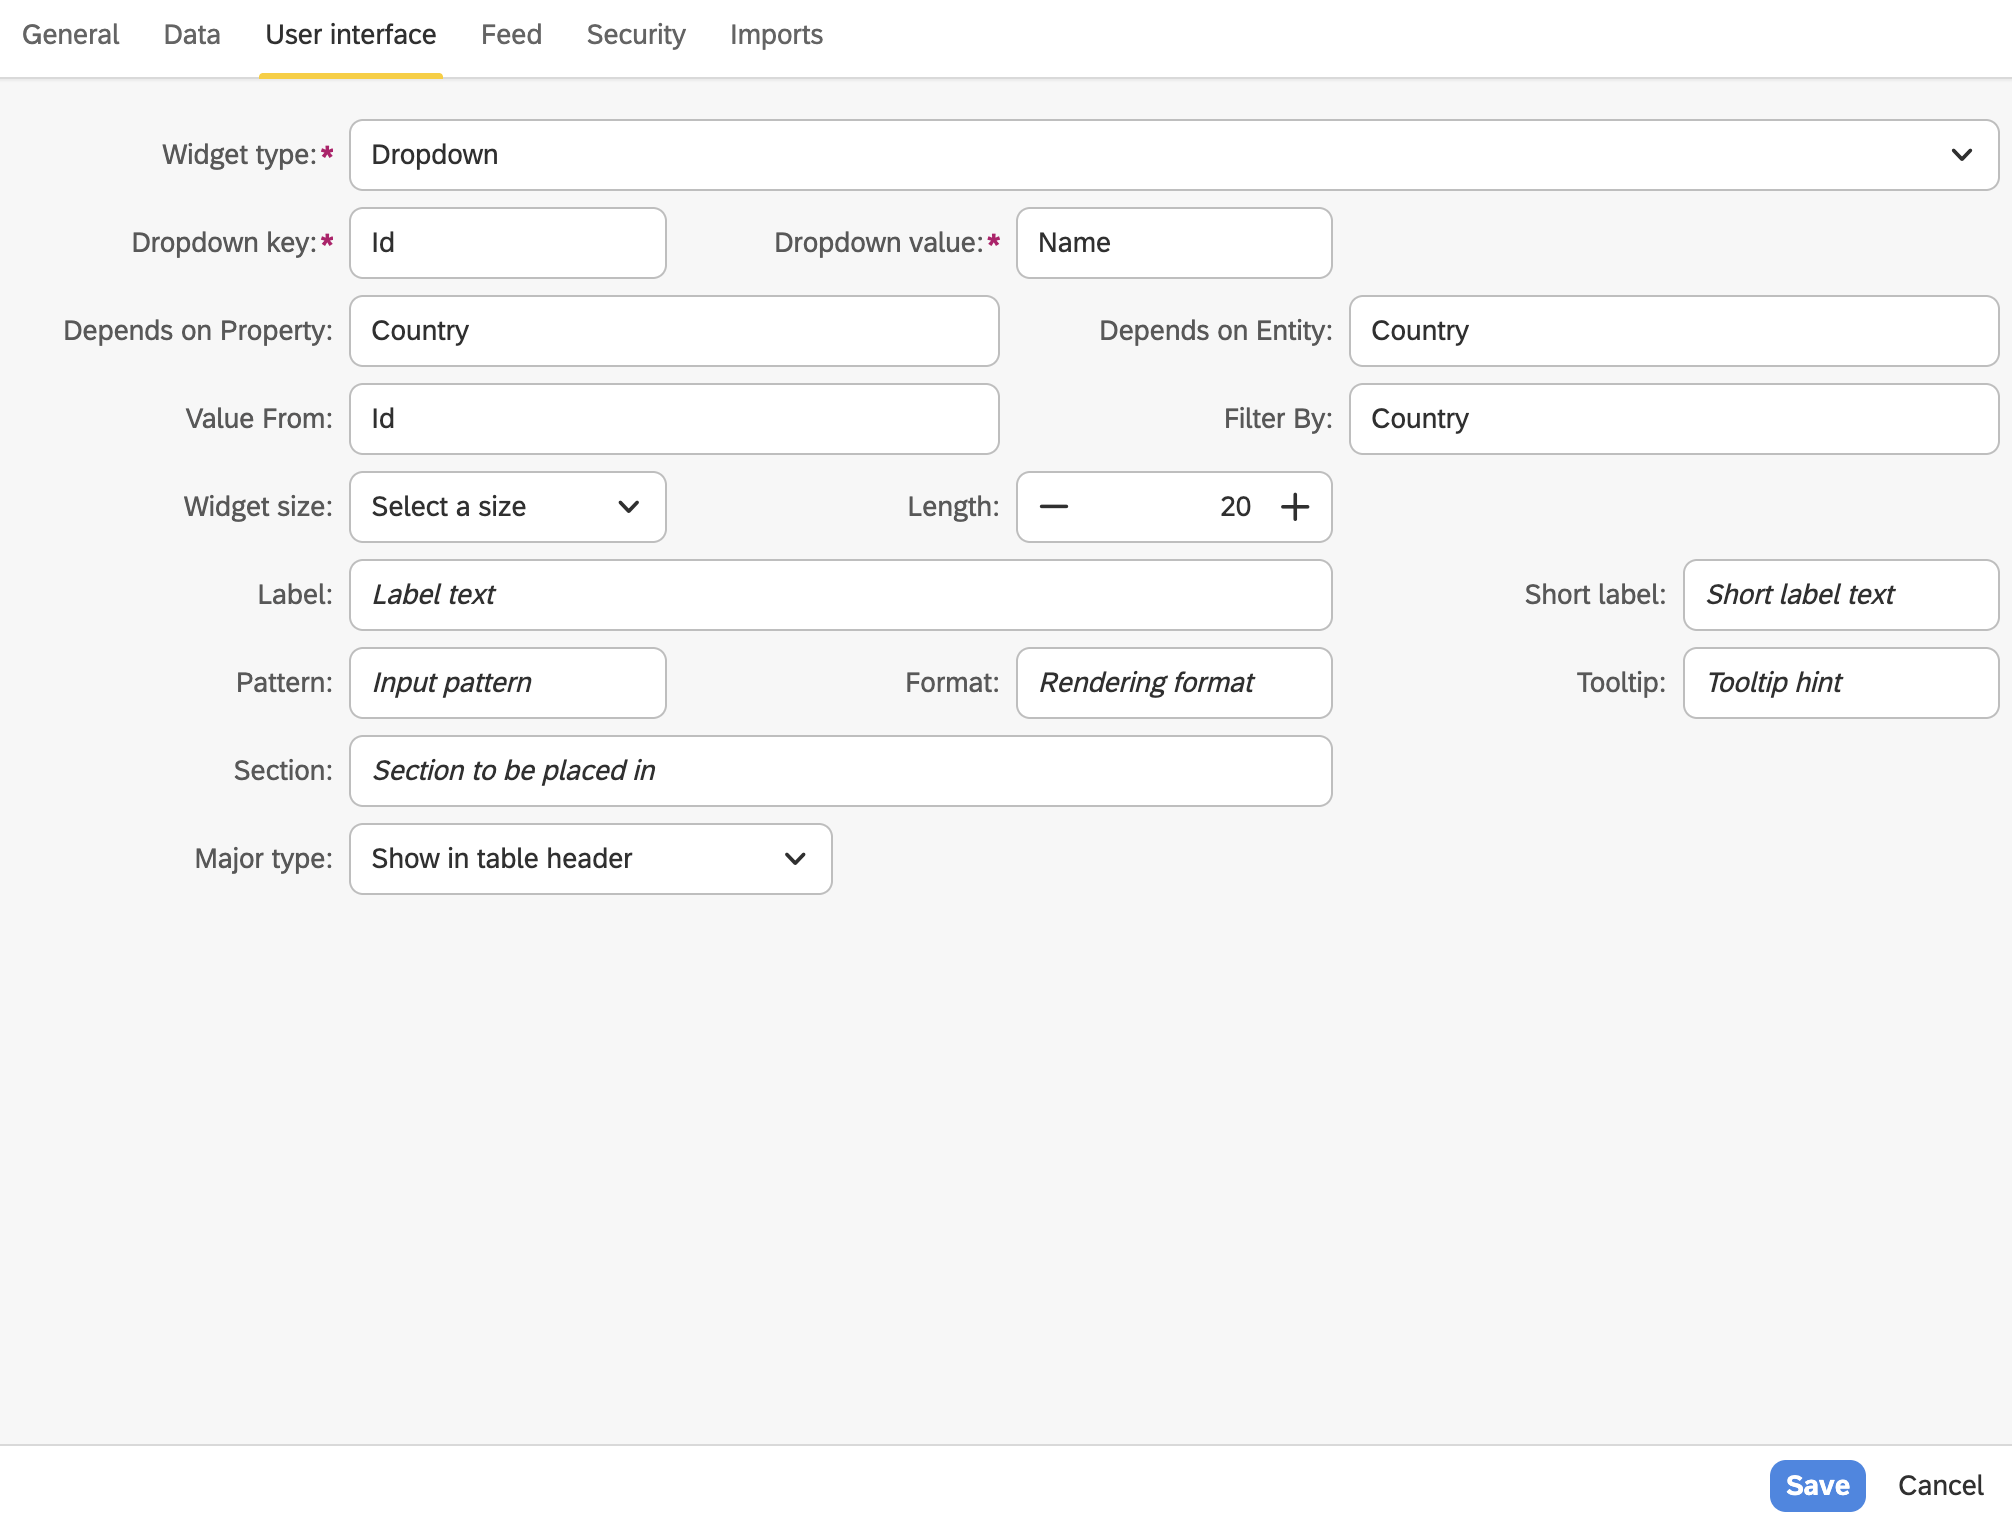 General Data User interface Feed Security Imports
Widget type:* Dropdown
Dropdown key:* Id Dropdown value:* Name
Depends on Property: Country Depends on Entity: Country
Value From: Id Filter By: Country
Widget size: Select a size Length: 20
Label: Label text Short label: Short label text
Pattern: Input pattern Format: Rendering format Tooltip: Tooltip hint
Section: Section to be placed in
Major type: Show in table header
Save Cancel